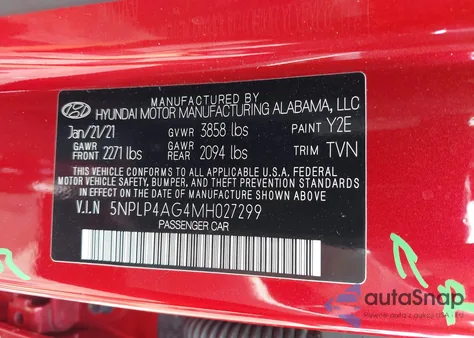 MANUFACTURED BY
HYUNDAI MOTOR MANUFACTURING ALABAMA, LLC
Jan/21/21 GVWR 3858 lbs PAINT Y2E
GAWR FRONT 2271 lbs GAWR REAR 2094 lbs TRIM TVN
THIS VEHICLE CONFORMS TO ALL APPLICABLE U.S.A. FEDERAL
MOTOR VEHICLE SAFETY, BUMPER, AND THEFT PREVENTION STANDARDS
IN EFFECT ON THE DATE OF MANUFACTURE SHOWN ABOVE.
V.I.N 5NPLP4AG4MH027299
PASSENGER CAR
autoSnap